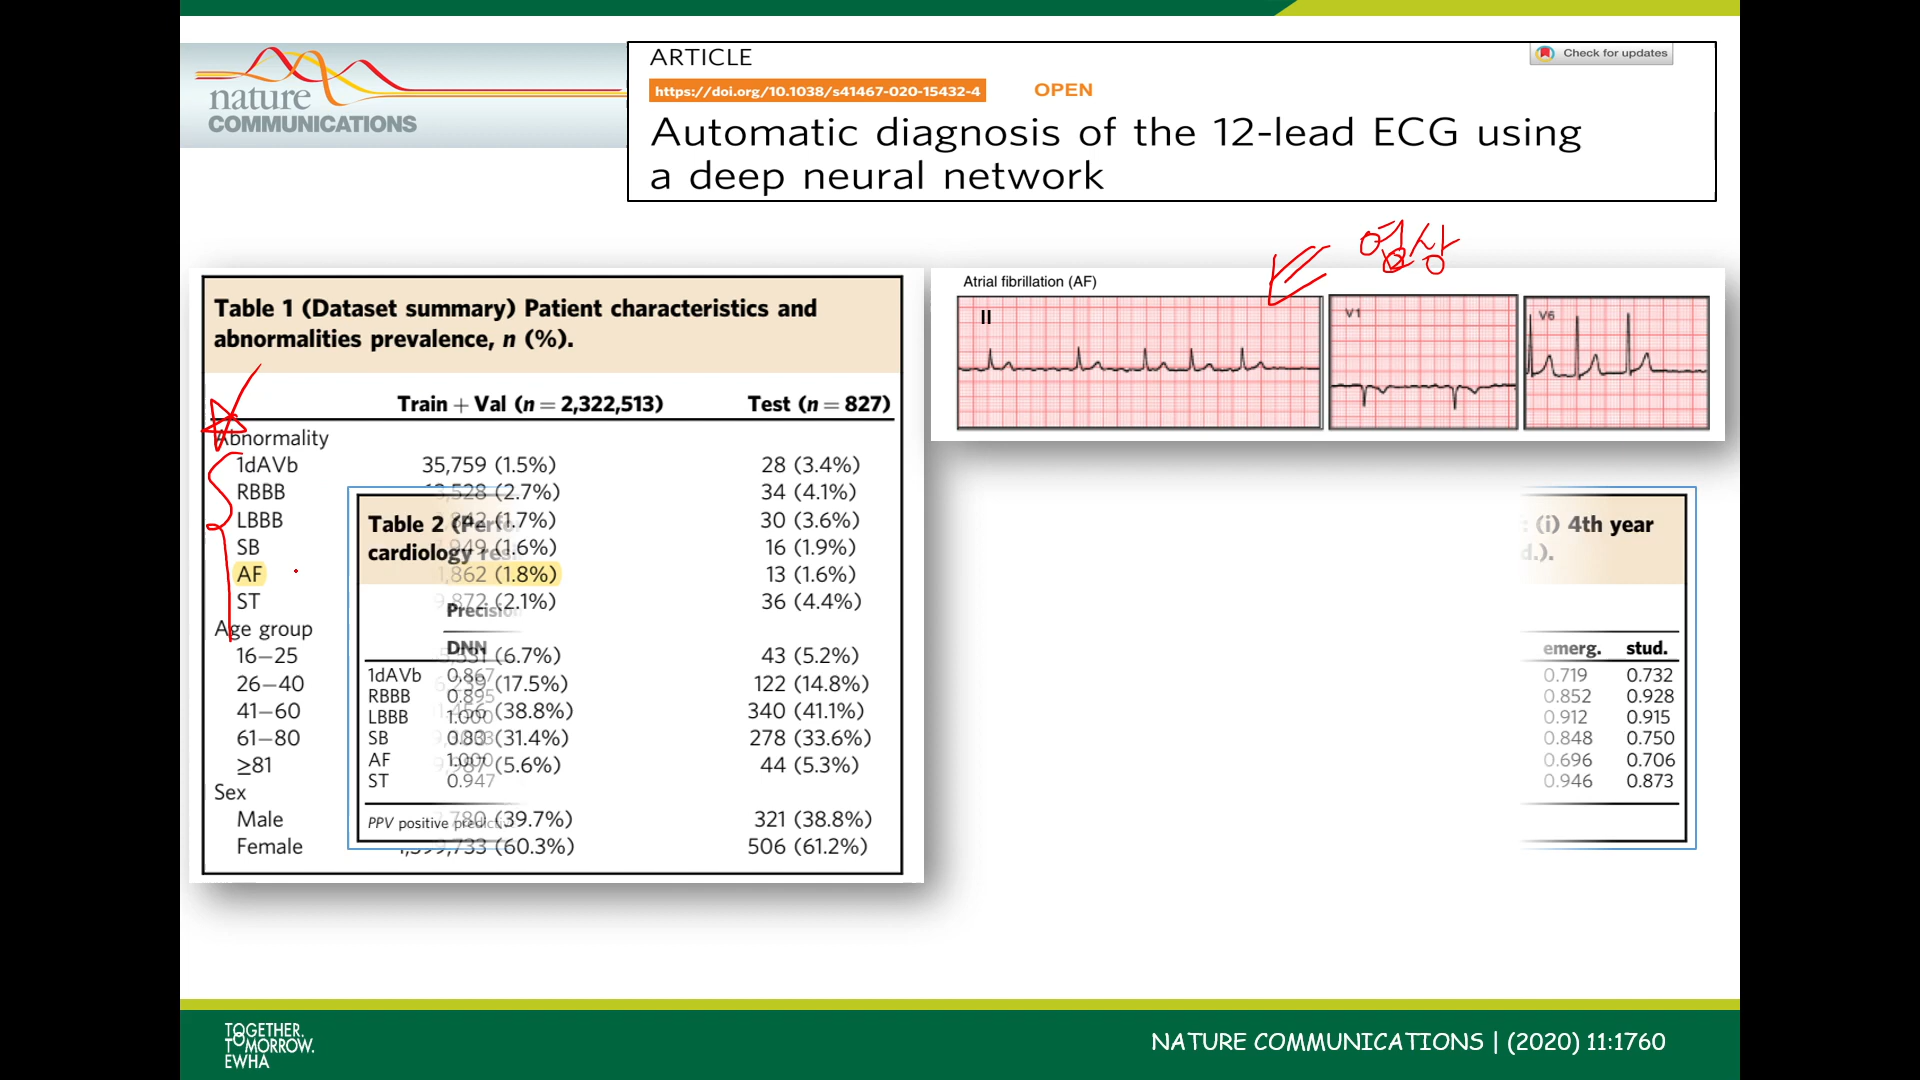 nature
COMMUNICATIONS
ARTICLE
Check for updates
https://doi.org/10.1038/s41467-020-15432-4
OPEN
Automatic diagnosis of the 12-lead ECG using
a deep neural network
영상
Table 1 (Dataset summary) Patient characteristics and
abnormalities prevalence, n (%).
Train + Val (n = 2,322,513) Test (n = 827)
Abnormality
1dAVb 35,759 (1.5%) 28 (3.4%)
RBBB (2.7%) 34 (4.1%)
LBBB (1.7%) 30 (3.6%)
SB (1.6%) 16 (1.9%)
AF (1.8%) 13 (1.6%)
ST (2.1%) 36 (4.4%)
Age group
16–25 (6.7%) 43 (5.2%)
26–40 (17.5%) 122 (14.8%)
41–60 (38.8%) 340 (41.1%)
61–80 (31.4%) 278 (33.6%)
≥81 (5.6%) 44 (5.3%)
Sex
Male (39.7%) 321 (38.8%)
Female (60.3%) 506 (61.2%)
Atrial fibrillation (AF)
II V1 V6
Table 2 : (i) 4th year
cardiology d.).
DNN emerg. stud.
1dAVb 0.867 0.719 0.732
RBBB 0.895 0.852 0.928
LBBB 1.000 0.912 0.915
SB 0.848 0.750
AF 1.000 0.696 0.706
ST 0.947 0.946 0.873
PPV positive
TOGETHER.
TOMORROW.
EWHA
NATURE COMMUNICATIONS | (2020) 11:1760